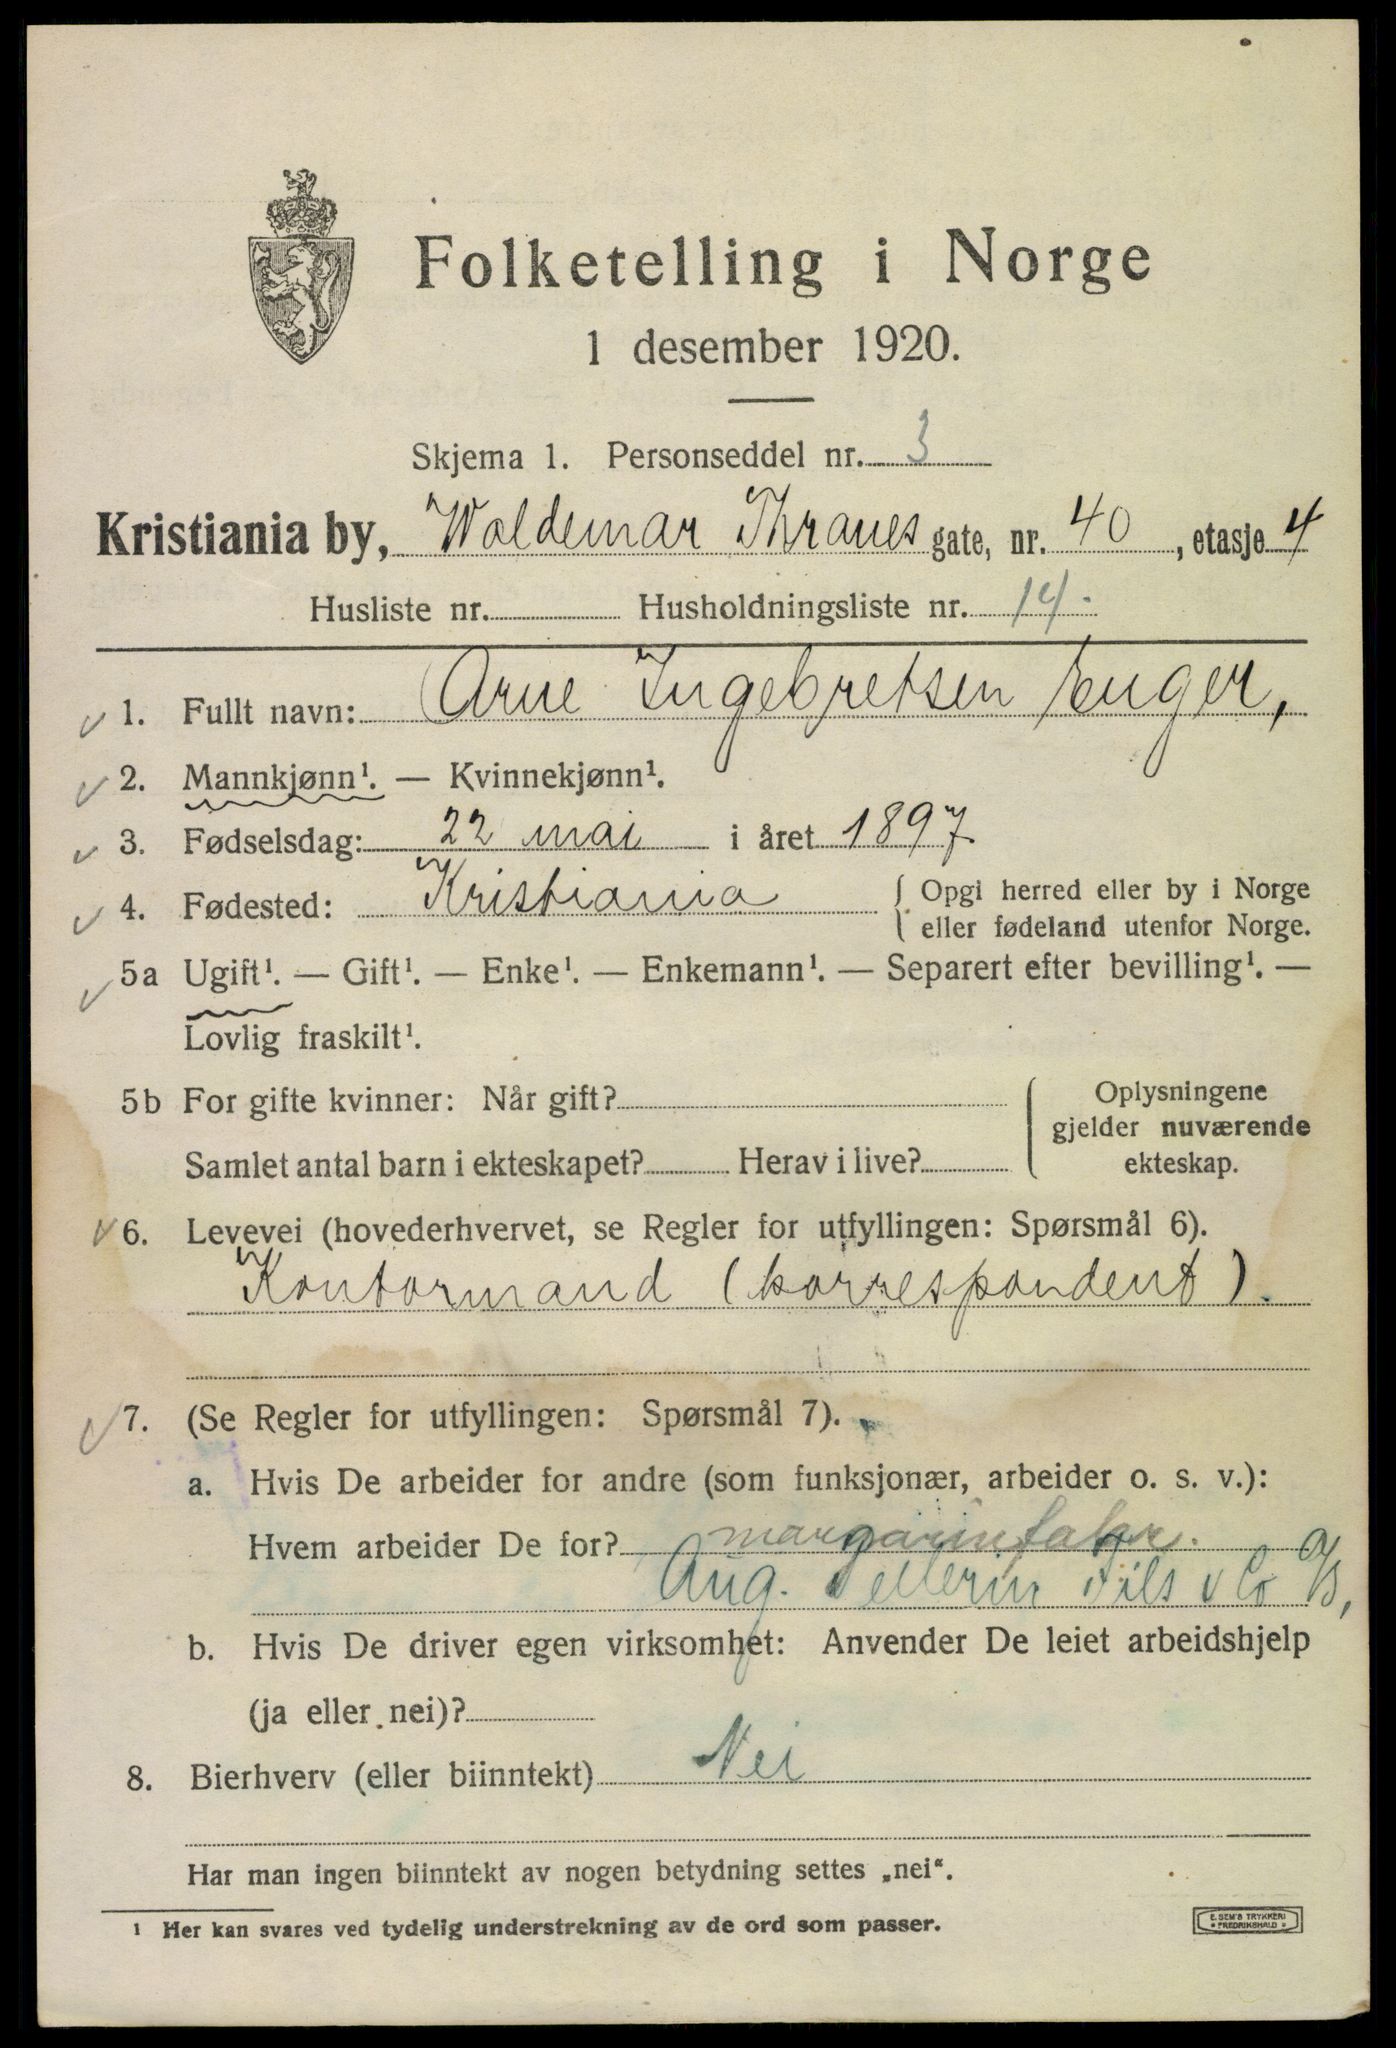 Folketelling i Norge
1 desember 1920.
Skjema 1. Personseddel nr. 3
Kristiania by, Woldemar Thranes gate, nr. 40, etasje 4
Husliste nr. Husholdningsliste nr. 14.
1. Fullt navn: Arne Ingebretsen Enger,
2. Mannkjønn¹. — Kvinnekjønn¹.
3. Fødselsdag: 22 mai i året 1897
4. Fødested: Kristiania { Opgi herred eller by i Norge
eller fødeland utenfor Norge.
5a Ugift¹. — Gift¹. — Enke¹. — Enkemann¹. — Separert efter bevilling¹. —
Lovlig fraskilt¹.
5b For gifte kvinner: Når gift? { Oplysningene
gjelder nuværende
Samlet antal barn i ekteskapet? Herav i live? ekteskap.
6. Levevei (hovederhvervet, se Regler for utfyllingen: Spørsmål 6).
Kontormand (korrespondent).
7. (Se Regler for utfyllingen: Spørsmål 7).
a. Hvis De arbeider for andre (som funksjonær, arbeider o. s. v.):
Hvem arbeider De for? margarinfabr.
Aug. Pellerin Fils & Co A/S,
b. Hvis De driver egen virksomhet: Anvender De leiet arbeidshjelp
(ja eller nei)?
8. Bierhverv (eller biinntekt) Nei
Har man ingen biinntekt av nogen betydning settes „nei“.
¹ Her kan svares ved tydelig understrekning av de ord som passer.
E. SEM'S TRYKKERI
FREDRIKSHALD